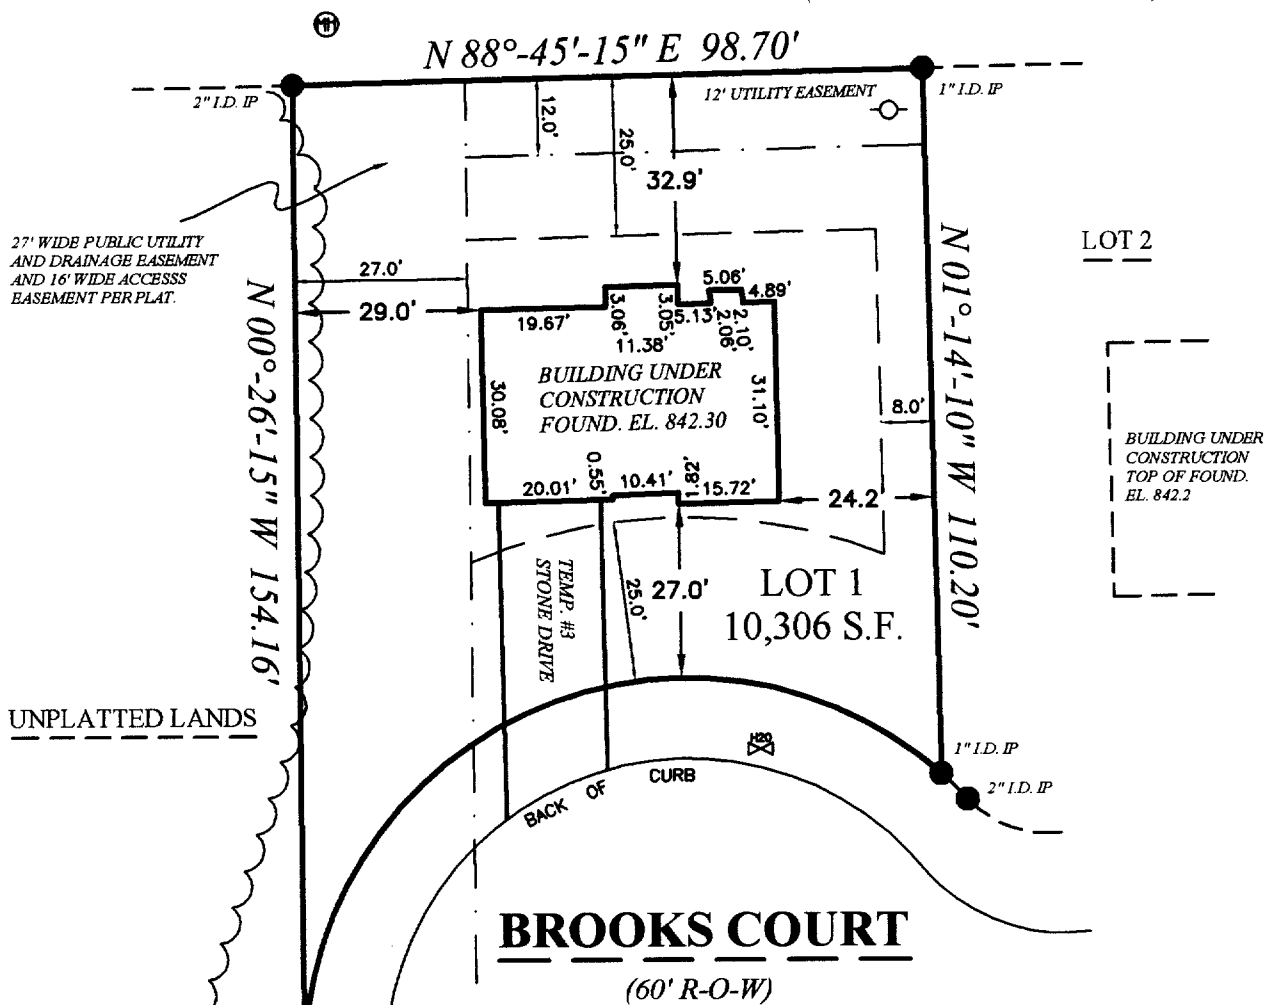 MH
N 88°-45'-15" E 98.70'
2" I.D. IP
12' UTILITY EASEMENT
1" I.D. IP
12.0'
25.0'
32.9'
27' WIDE PUBLIC UTILITY
AND DRAINAGE EASEMENT
AND 16' WIDE ACCESSS
EASEMENT PER PLAT.
LOT 2
27.0'
29.0'
N 00°-26'-15" W 154.16'
N 01°-14'-10" W 110.20'
5.06'
4.89'
19.67'
3.06'
3.05'
5.13'
2.06'
2.10'
11.38'
BUILDING UNDER
CONSTRUCTION
FOUND. EL. 842.30
30.08'
31.10'
8.0'
BUILDING UNDER
CONSTRUCTION
TOP OF FOUND.
EL. 842.2
20.01'
0.55'
10.41'
1.82'
15.72'
24.2'
TEMP. #3
STONE DRIVE
25.0'
27.0'
LOT 1
10,306 S.F.
UNPLATTED LANDS
H20
1" I.D. IP
2" I.D. IP
BACK OF CURB
BROOKS COURT
(60' R-O-W)